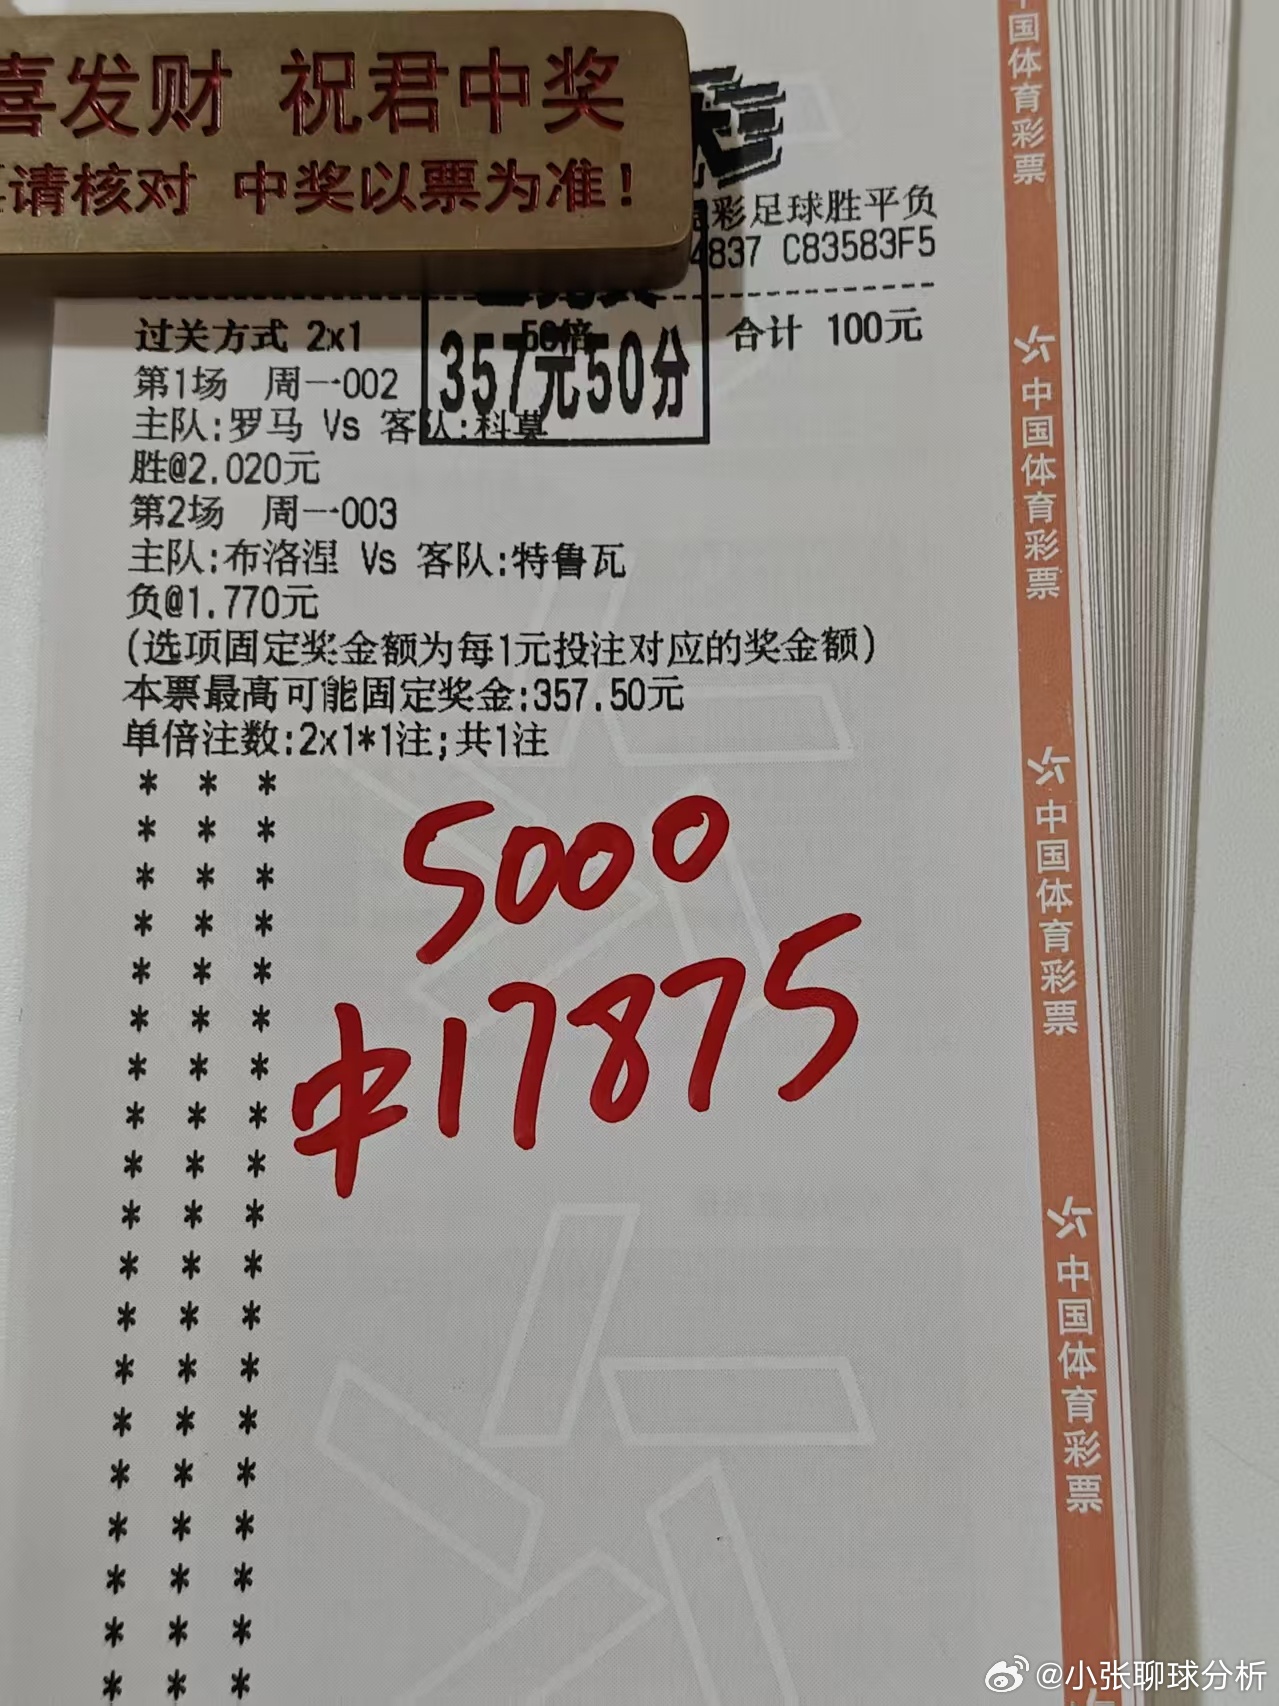 喜发财 祝君中奖
请核对 中奖以票为准!
竞彩足球胜平负
4837 C83583F5
过关方式 2x1 50倍 合计 100元
357元50分
第1场 周一002
主队:罗马 Vs 客队:科莫
胜@2.020元
第2场 周一003
主队:布洛涅 Vs 客队:特鲁瓦
负@1.770元
(选项固定奖金额为每1元投注对应的奖金额)
本票最高可能固定奖金:357.50元
单倍注数:2x1*1注;共1注
5000
中17875
中国体育彩票
中国体育彩票
中国体育彩票
中国体育彩票
@小张聊球分析